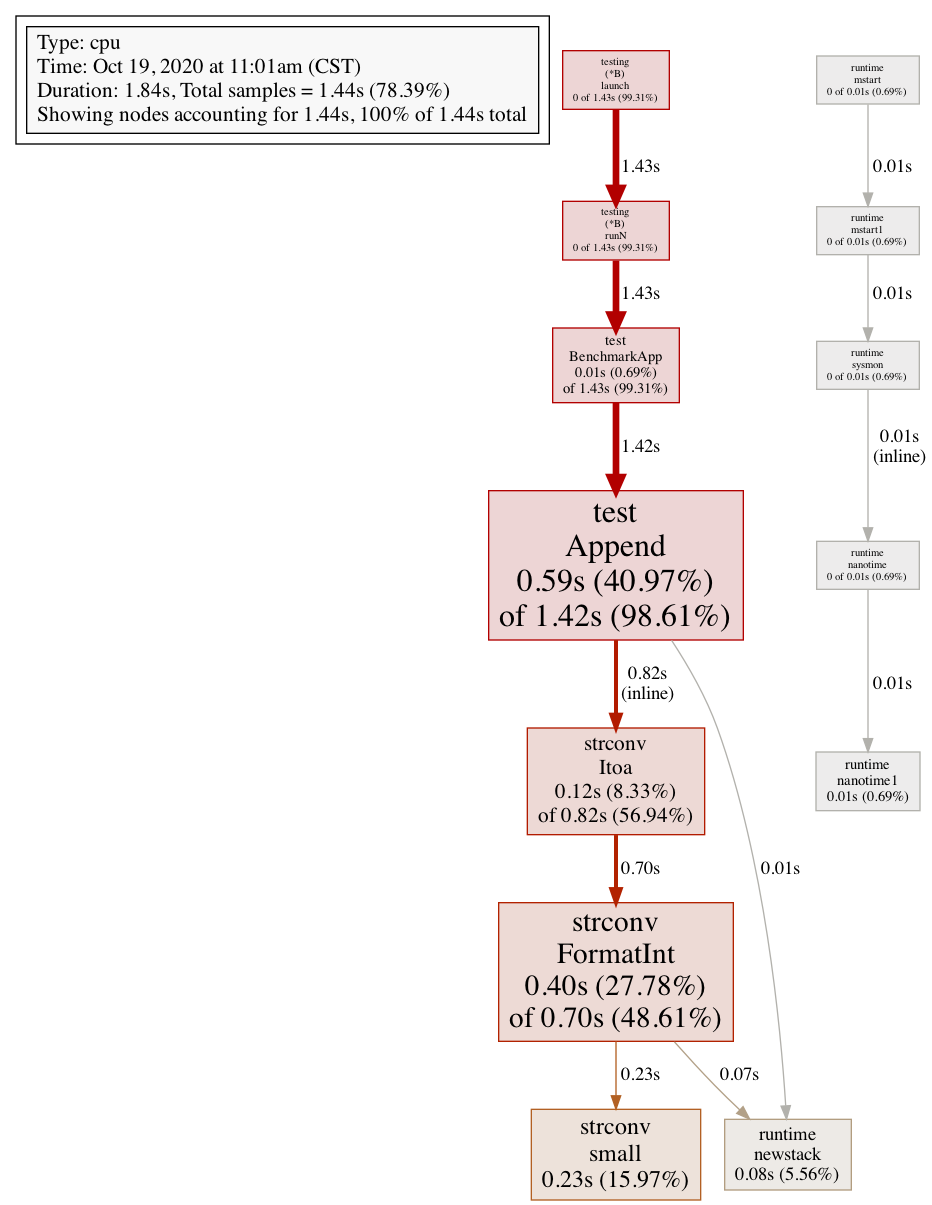 Type: cpu
Time: Oct 19, 2020 at 11:01am (CST)
Duration: 1.84s, Total samples = 1.44s (78.39%)
Showing nodes accounting for 1.44s, 100% of 1.44s total
testing
(*B)
launch
0 of 1.43s (99.31%)
runtime
mstart
0 of 0.01s (0.69%)
1.43s
0.01s
testing
(*B)
runN
0 of 1.43s (99.31%)
runtime
mstart1
0 of 0.01s (0.69%)
1.43s
0.01s
test
BenchmarkApp
0.01s (0.69%)
of 1.43s (99.31%)
runtime
sysmon
0 of 0.01s (0.69%)
1.42s
0.01s
(inline)
test
Append
0.59s (40.97%)
of 1.42s (98.61%)
runtime
nanotime
0 of 0.01s (0.69%)
0.82s
(inline)
0.01s
strconv
Itoa
0.12s (8.33%)
of 0.82s (56.94%)
runtime
nanotime1
0.01s (0.69%)
0.70s
0.01s
strconv
FormatInt
0.40s (27.78%)
of 0.70s (48.61%)
0.23s
0.07s
strconv
small
0.23s (15.97%)
runtime
newstack
0.08s (5.56%)